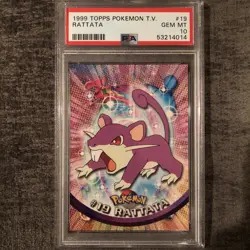 1999 TOPPS POKEMON T.V. #19
RATTATA GEM MT
10
PSA 53214014
POKéMON
#19 RATTATA